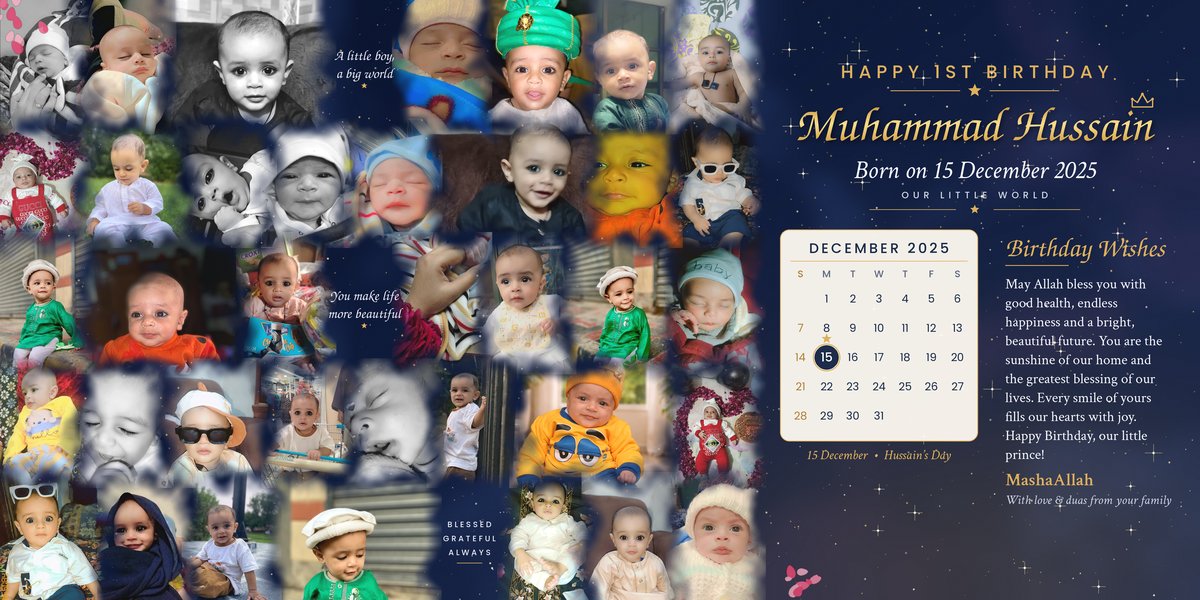 A little boy,
a big world
You make life
more beautiful
BLESSED
GRATEFUL
ALWAYS
baby
HAPPY 1ST BIRTHDAY
Muhammad Hussain
Born on 15 December 2025
OUR LITTLE WORLD
DECEMBER 2025
S M T W T F S
1 2 3 4 5 6
7 8 9 10 11 12 13
14 15 16 17 18 19 20
21 22 23 24 25 26 27
28 29 30 31
15 December • Hussain's Day
Birthday Wishes
May Allah bless you with
good health, endless
happiness and a bright,
beautiful future. You are the
sunshine of our home and
the greatest blessing of our
lives. Every smile of yours
fills our hearts with joy.
Happy Birthday, our little
prince!
MashaAllah
With love & duas from your family